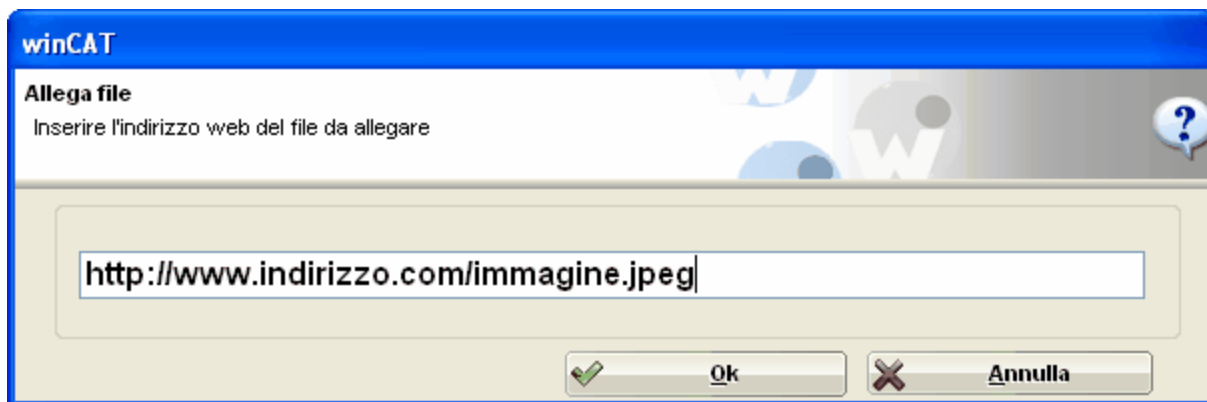 winCAT
Allega file
Inserire l'indirizzo web del file da allegare
http://www.indirizzo.com/immagine.jpeg
Ok
Annulla